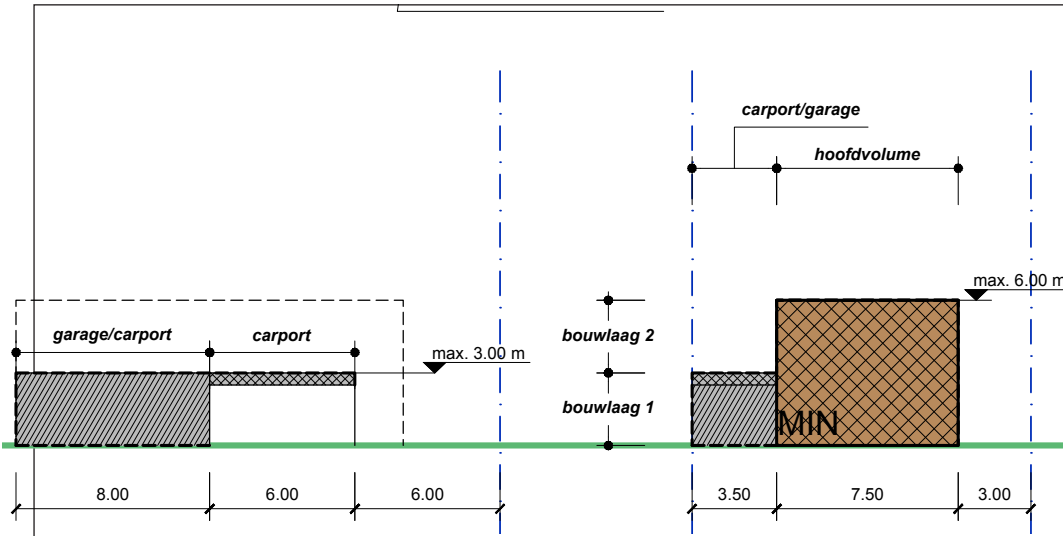 carport/garage
hoofdvolume
max. 6.00 m
garage/carport
carport
max. 3.00 m
bouwlaag 2
bouwlaag 1
MIN
8.00
6.00
6.00
3.50
7.50
3.00